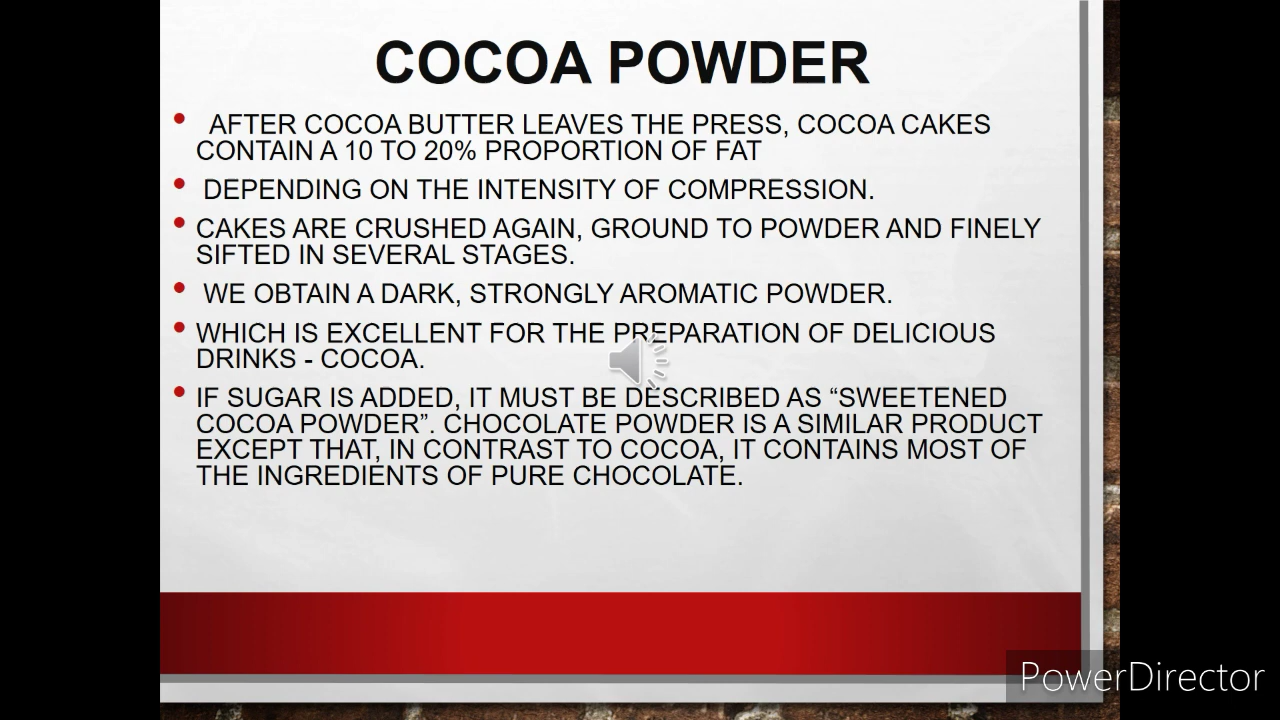 COCOA POWDER
• AFTER COCOA BUTTER LEAVES THE PRESS, COCOA CAKES
CONTAIN A 10 TO 20% PROPORTION OF FAT
• DEPENDING ON THE INTENSITY OF COMPRESSION.
• CAKES ARE CRUSHED AGAIN, GROUND TO POWDER AND FINELY
SIFTED IN SEVERAL STAGES.
• WE OBTAIN A DARK, STRONGLY AROMATIC POWDER.
• WHICH IS EXCELLENT FOR THE PREPARATION OF DELICIOUS
DRINKS - COCOA.
• IF SUGAR IS ADDED, IT MUST BE DESCRIBED AS “SWEETENED
COCOA POWDER”. CHOCOLATE POWDER IS A SIMILAR PRODUCT
EXCEPT THAT, IN CONTRAST TO COCOA, IT CONTAINS MOST OF
THE INGREDIENTS OF PURE CHOCOLATE.
PowerDirector